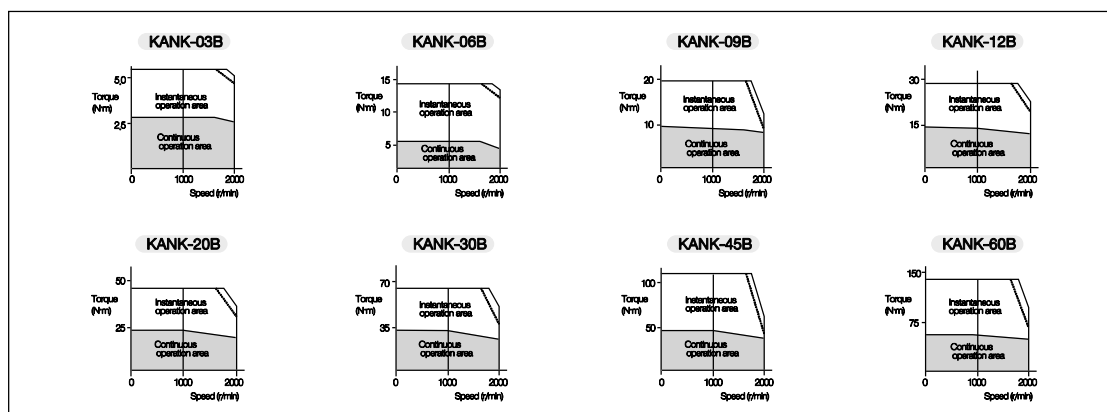 KANK-03B
Torque
(N·m)
5,0
2,5
Instantaneous
operation area
Continuous
operation area
0
1000
2000
Speed (r/min)
KANK-06B
Torque
(N·m)
15
10
5
Instantaneous
operation area
Continuous
operation area
0
1000
2000
Speed (r/min)
KANK-09B
Torque
(N·m)
20
10
Instantaneous
operation area
Continuous
operation area
0
1000
2000
Speed (r/min)
KANK-12B
Torque
(N·m)
30
15
Instantaneous
operation area
Continuous
operation area
0
1000
2000
Speed (r/min)
KANK-20B
Torque
(N·m)
50
25
Instantaneous
operation area
Continuous
operation area
0
1000
2000
Speed (r/min)
KANK-30B
Torque
(N·m)
70
35
Instantaneous
operation area
Continuous
operation area
0
1000
2000
Speed (r/min)
KANK-45B
Torque
(N·m)
100
50
Instantaneous
operation area
Continuous
operation area
0
1000
2000
Speed (r/min)
KANK-60B
Torque
(N·m)
150
75
Instantaneous
operation area
Continuous
operation area
0
1000
2000
Speed (r/min)